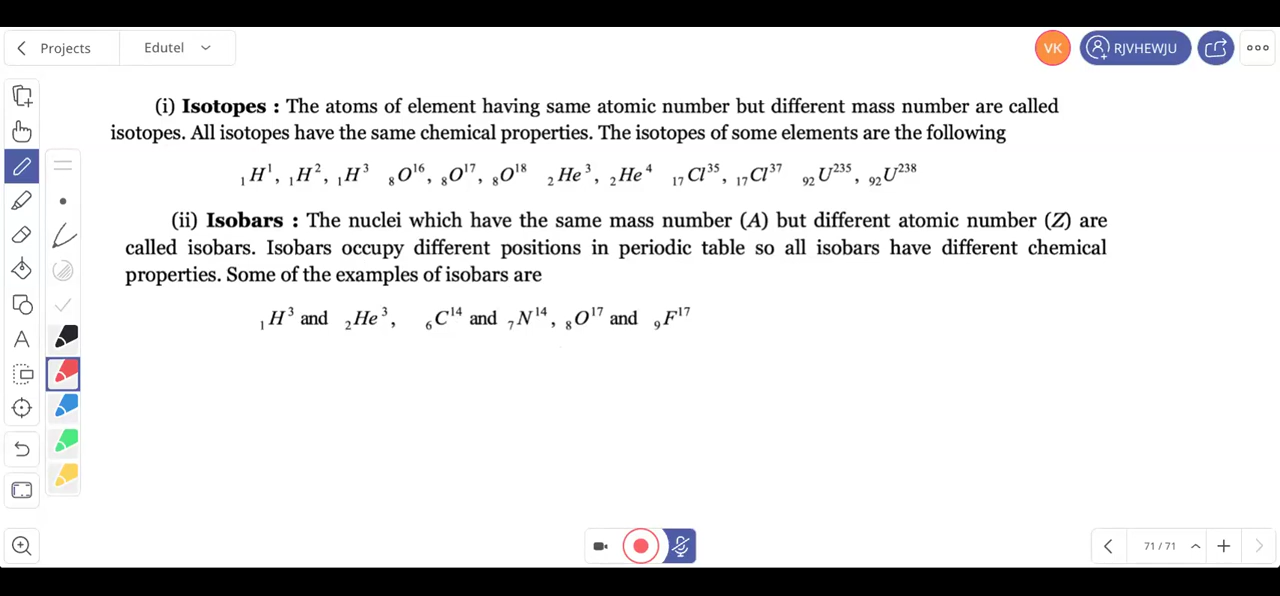 Projects
Edutel
VK
RJVHEWJU
(i) Isotopes : The atoms of element having same atomic number but different mass number are called
isotopes. All isotopes have the same chemical properties. The isotopes of some elements are the following
₁H¹, ₁H², ₁H³ ₈O¹⁶, ₈O¹⁷, ₈O¹⁸ ₂He³, ₂He⁴ ₁₇Cl³⁵, ₁₇Cl³⁷ ₉₂U²³⁵, ₉₂U²³⁸
(ii) Isobars : The nuclei which have the same mass number (A) but different atomic number (Z) are
called isobars. Isobars occupy different positions in periodic table so all isobars have different chemical
properties. Some of the examples of isobars are
₁H³ and ₂He³, ₆C¹⁴ and ₇N¹⁴, ₈O¹⁷ and ₉F¹⁷
A
71 / 71